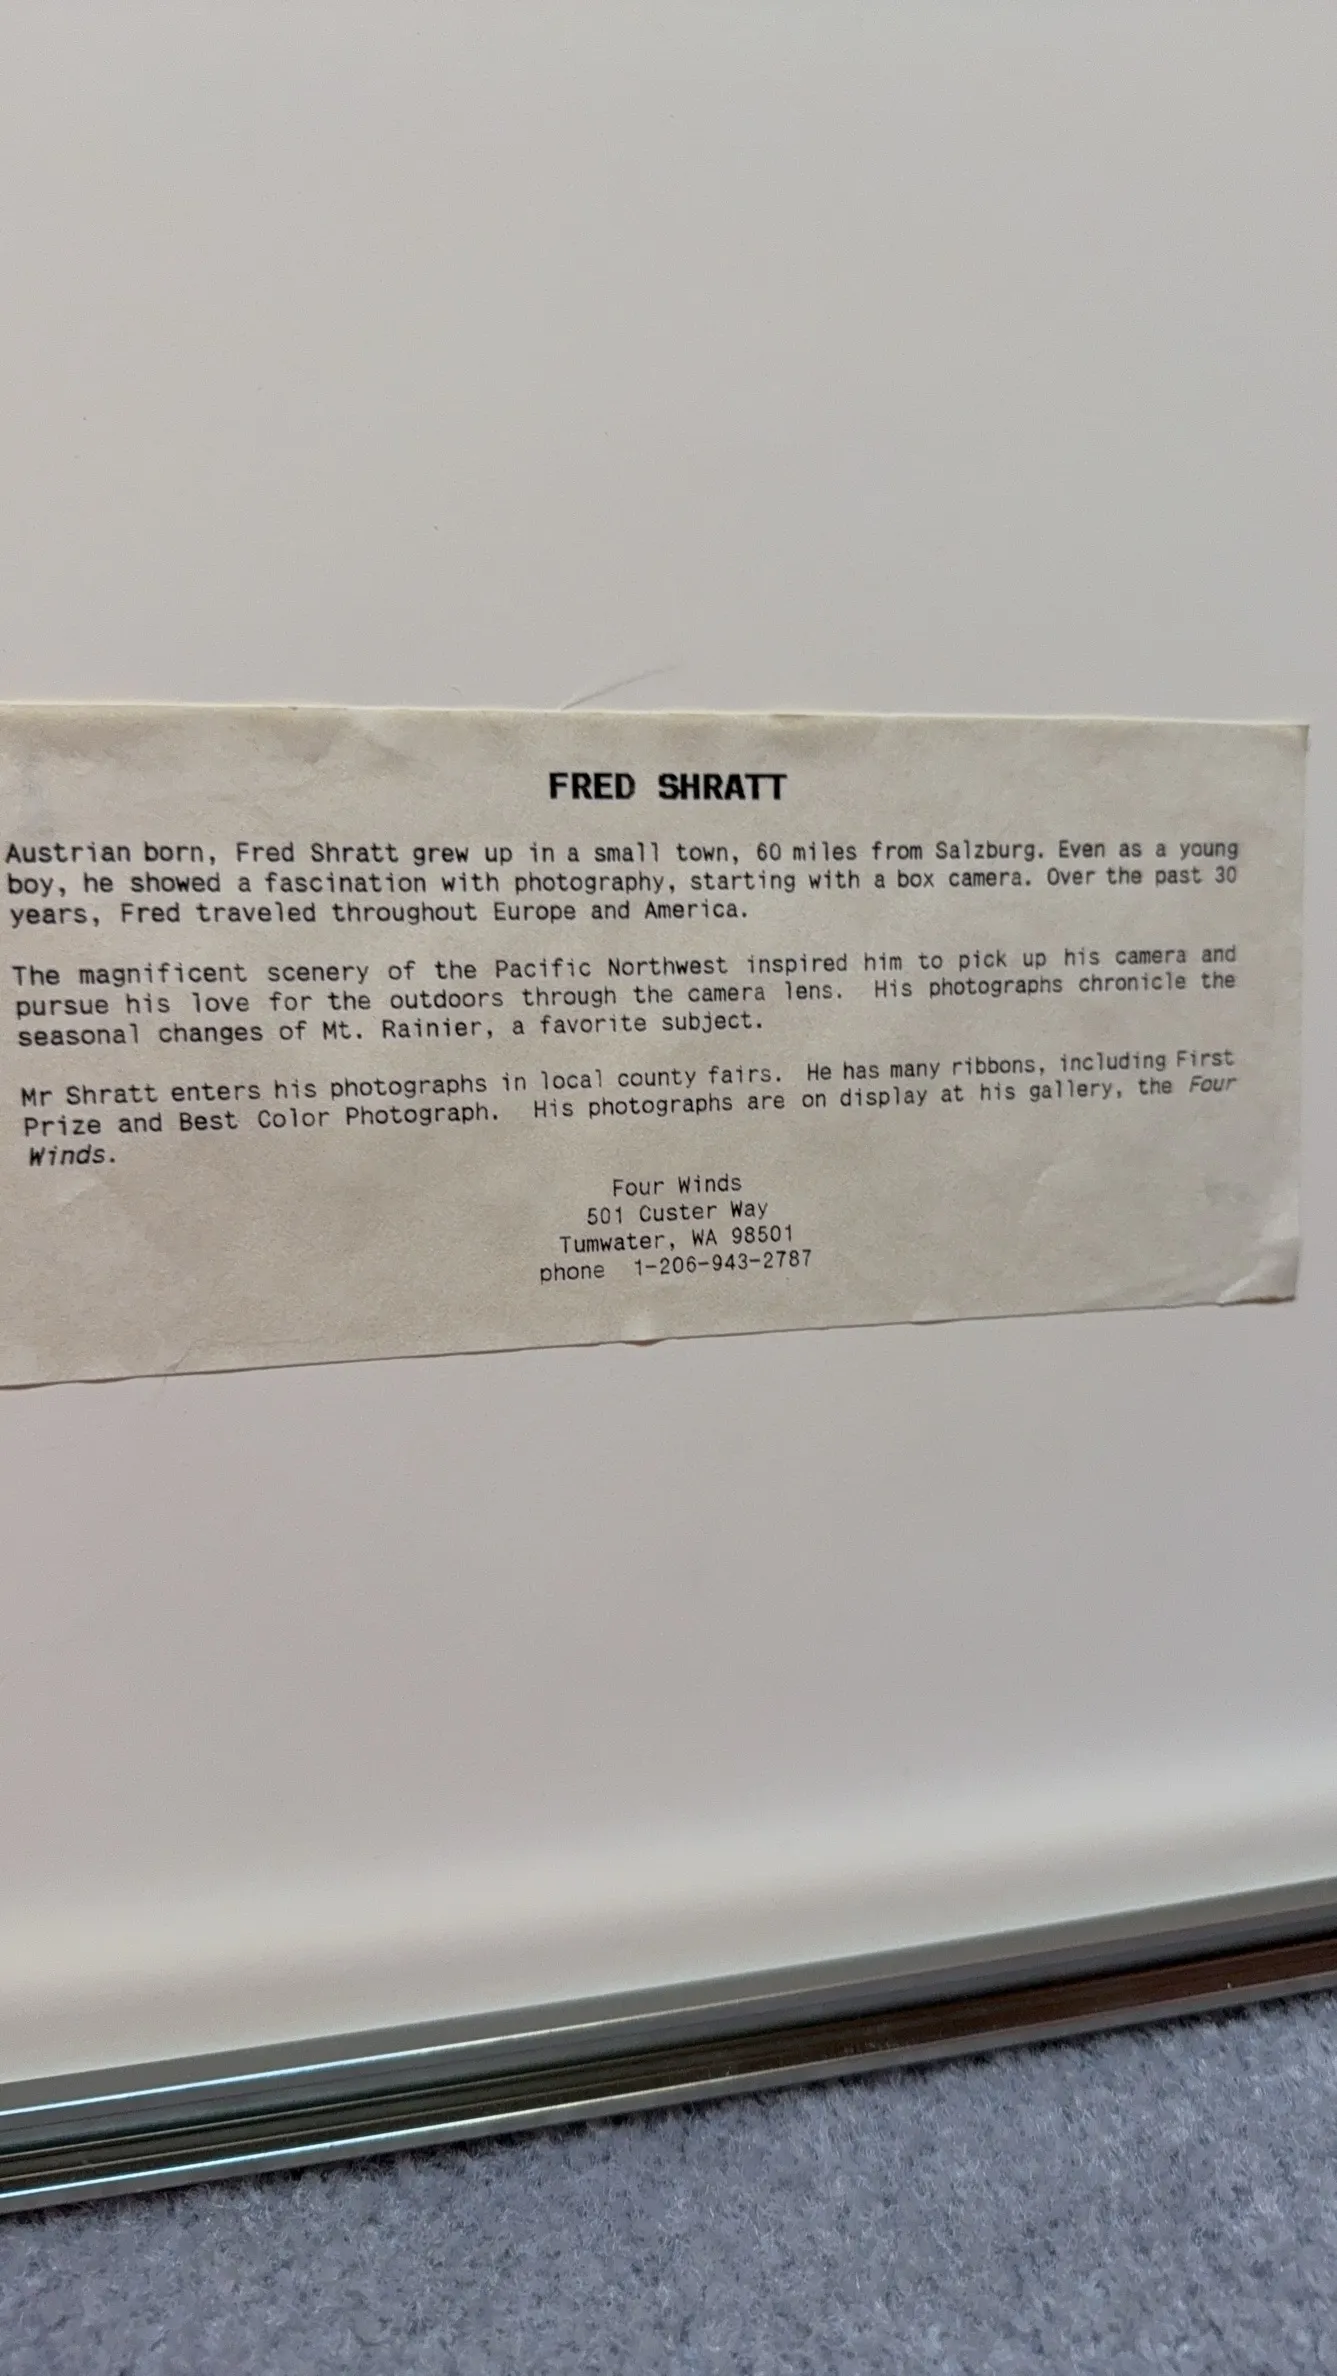 FRED SHRATT
Austrian born, Fred Shratt grew up in a small town, 60 miles from Salzburg. Even as a young
boy, he showed a fascination with photography, starting with a box camera. Over the past 30
years, Fred traveled throughout Europe and America.
The magnificent scenery of the Pacific Northwest inspired him to pick up his camera and
pursue his love for the outdoors through the camera lens. His photographs chronicle the
seasonal changes of Mt. Rainier, a favorite subject.
Mr Shratt enters his photographs in local county fairs. He has many ribbons, including First
Prize and Best Color Photograph. His photographs are on display at his gallery, the Four
Winds.
Four Winds
501 Custer Way
Tumwater, WA 98501
phone 1-206-943-2787